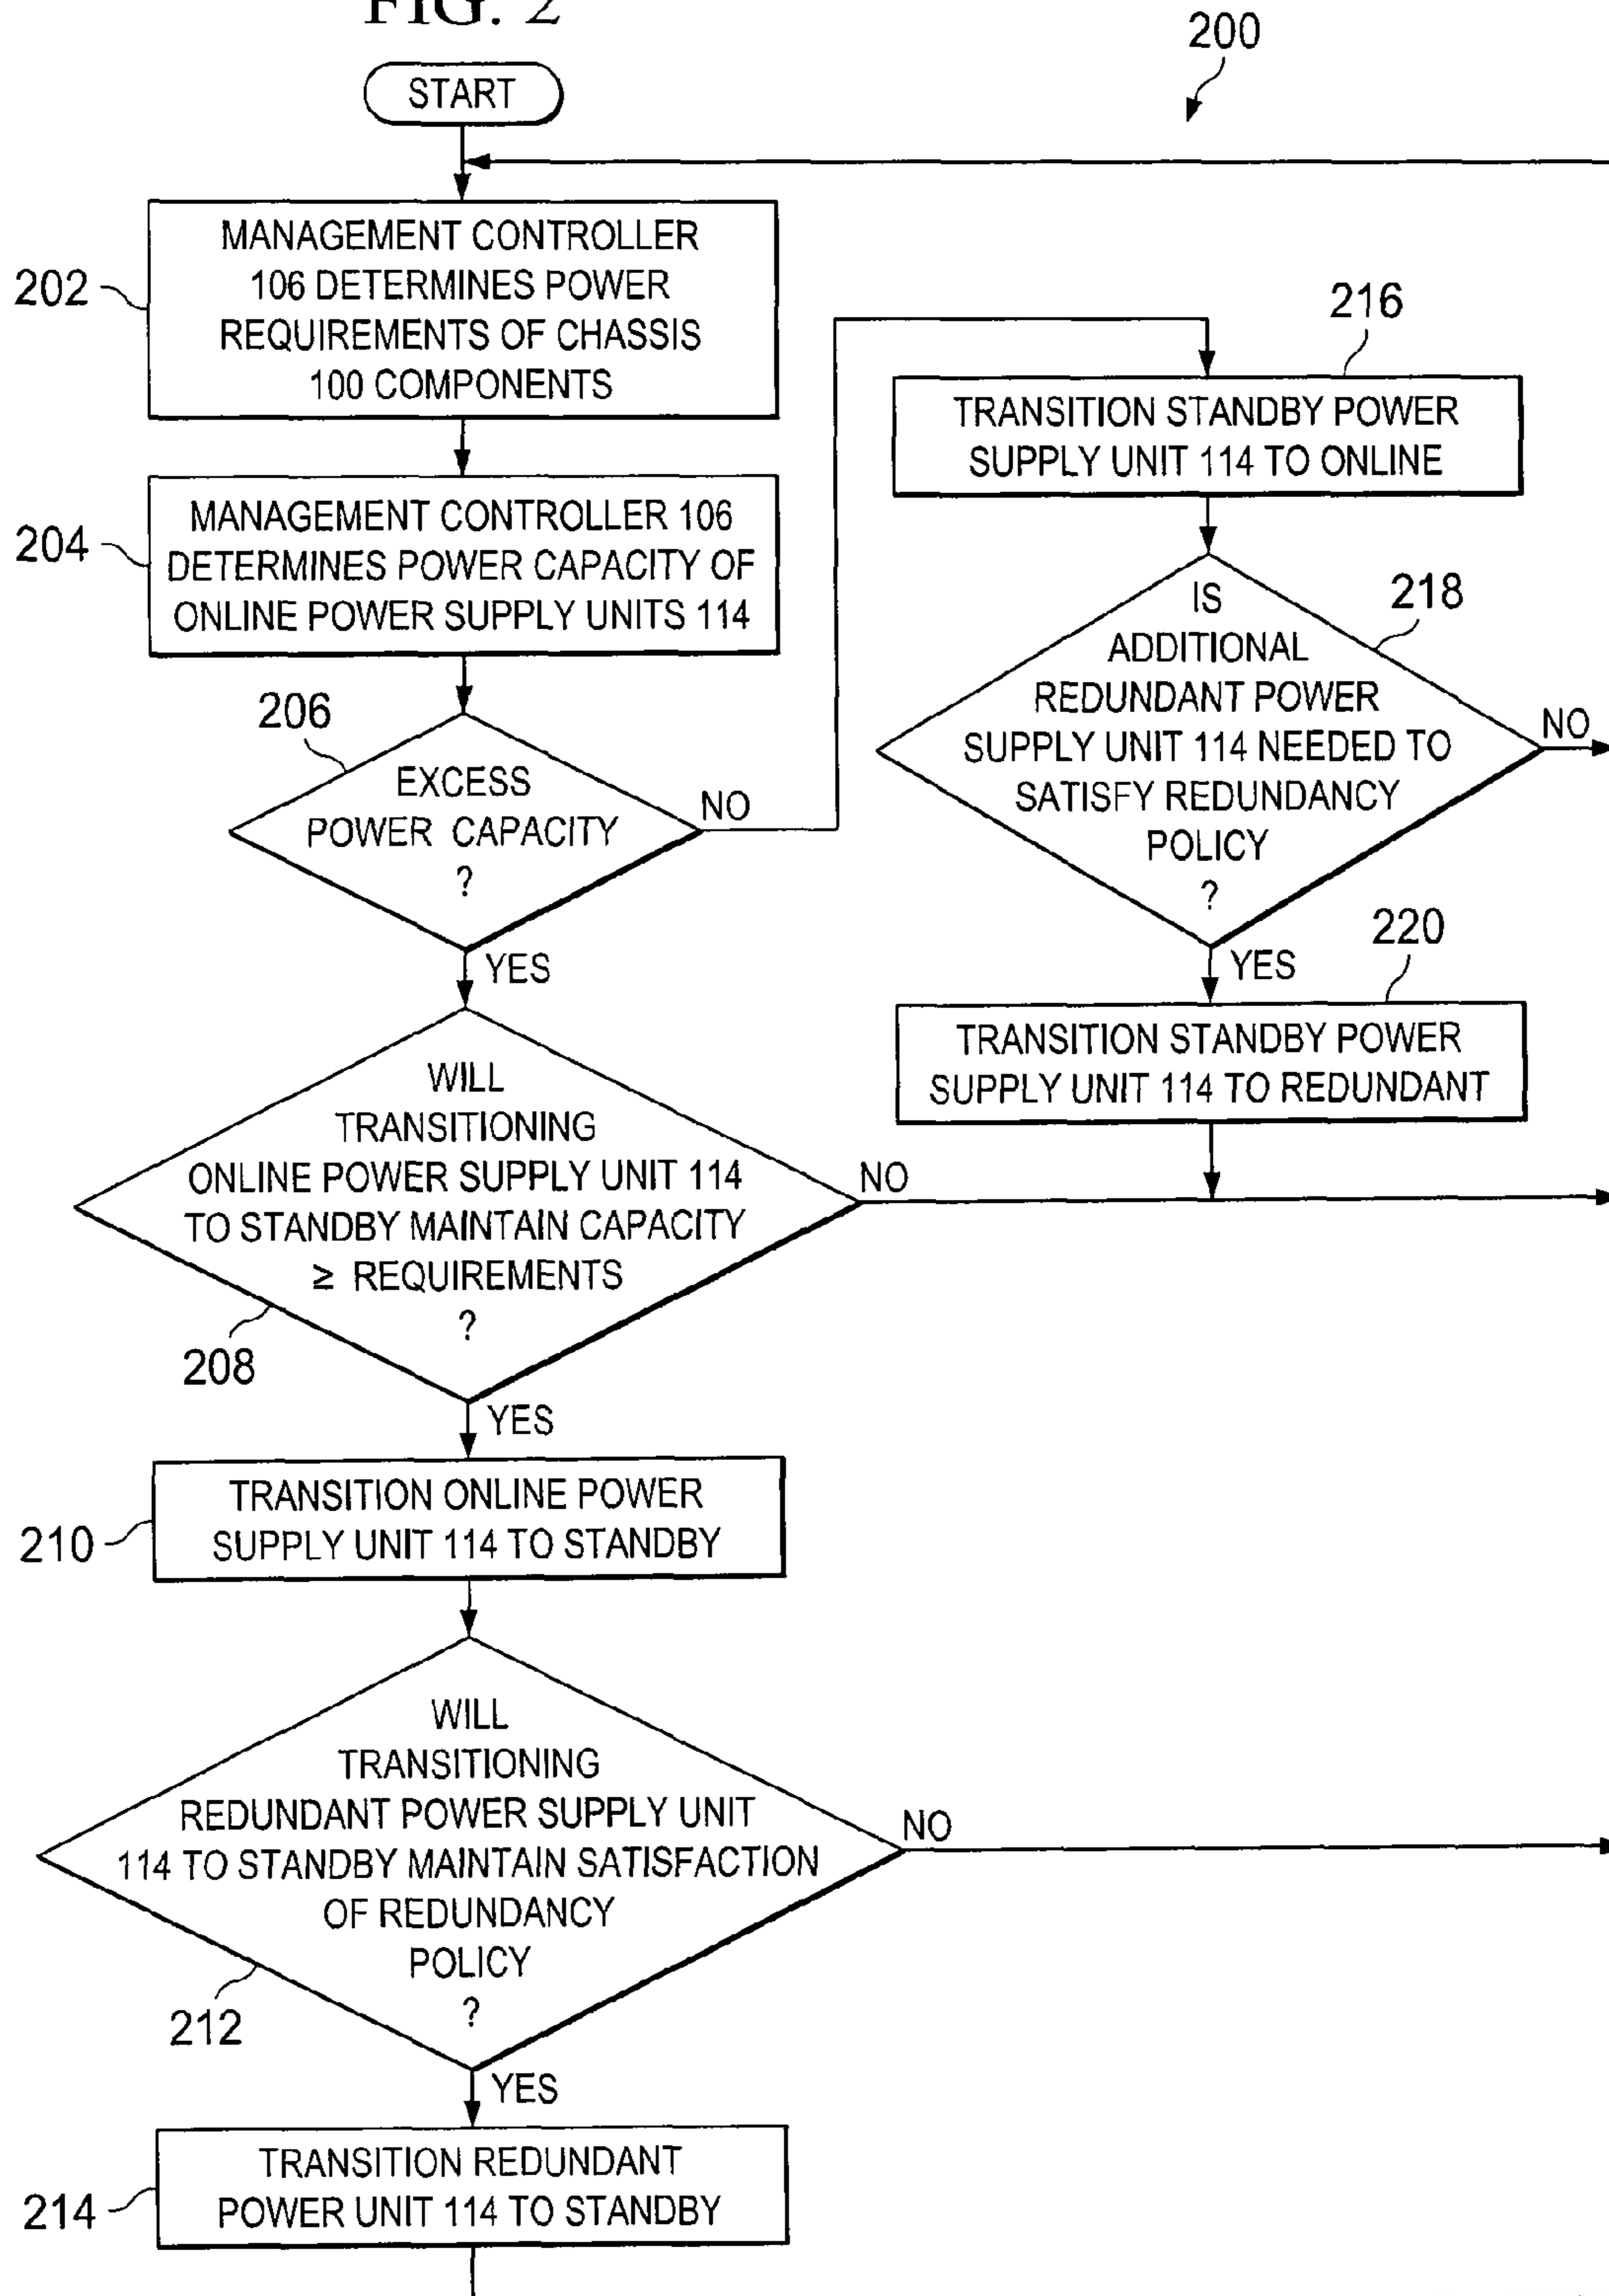 FIG. 2
200
START
202
MANAGEMENT CONTROLLER
106 DETERMINES POWER
REQUIREMENTS OF CHASSIS
100 COMPONENTS
204
MANAGEMENT CONTROLLER 106
DETERMINES POWER CAPACITY OF
ONLINE POWER SUPPLY UNITS 114
206
EXCESS
POWER CAPACITY
?
NO
YES
WILL
TRANSITIONING
ONLINE POWER SUPPLY UNIT 114
TO STANDBY MAINTAIN CAPACITY
≥ REQUIREMENTS
?
NO
208
YES
210
TRANSITION ONLINE POWER
SUPPLY UNIT 114 TO STANDBY
WILL
TRANSITIONING
REDUNDANT POWER SUPPLY UNIT
114 TO STANDBY MAINTAIN SATISFACTION
OF REDUNDANCY
POLICY
?
NO
212
YES
214
TRANSITION REDUNDANT
POWER UNIT 114 TO STANDBY
216
TRANSITION STANDBY POWER
SUPPLY UNIT 114 TO ONLINE
218
IS
ADDITIONAL
REDUNDANT POWER
SUPPLY UNIT 114 NEEDED TO
SATISFY REDUNDANCY
POLICY
?
NO
YES
220
TRANSITION STANDBY POWER
SUPPLY UNIT 114 TO REDUNDANT